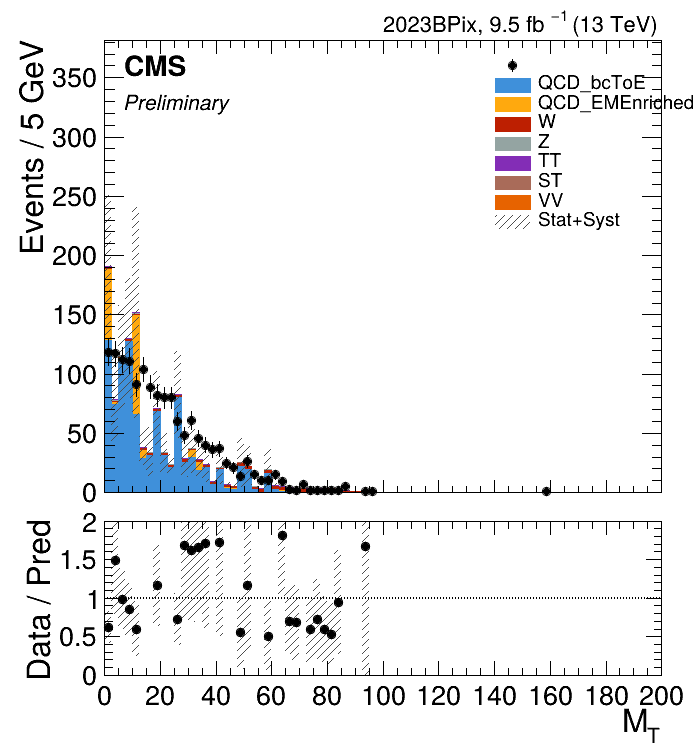 2023BPix, 9.5 fb⁻¹ (13 TeV)
CMS
Preliminary
QCD_bcToE
QCD_EMEnriched
W
Z
TT
ST
VV
Stat+Syst
Events / 5 GeV
350
300
250
200
150
100
50
0
Data / Pred
2
1.5
1
0.5
0
0 20 40 60 80 100 120 140 160 180 200
M_T